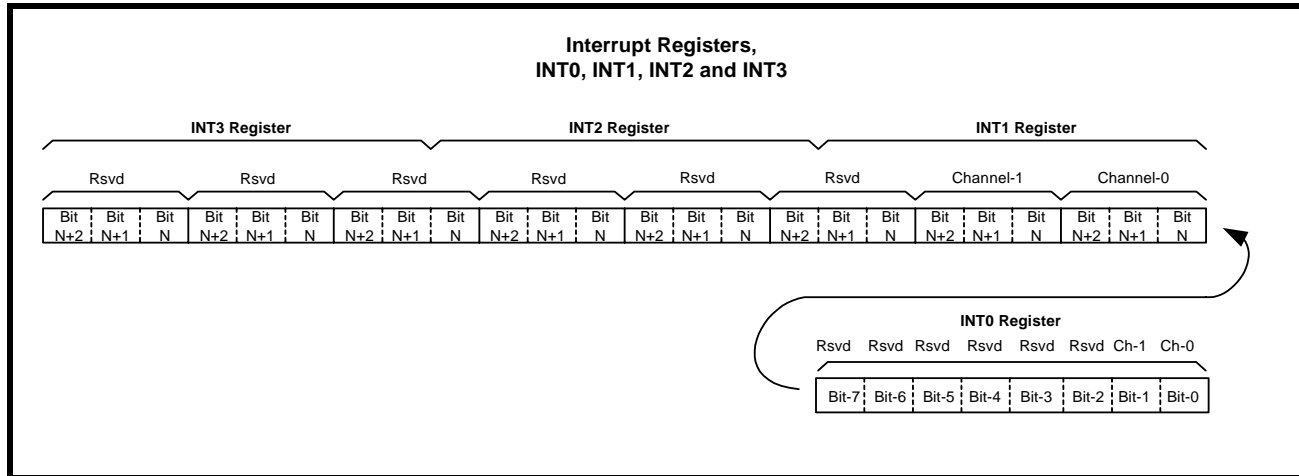 Interrupt Registers,
INT0, INT1, INT2 and INT3
INT3 Register INT2 Register INT1 Register
Rsvd Rsvd Rsvd Rsvd Rsvd Rsvd Channel-1 Channel-0
Bit Bit Bit Bit Bit Bit Bit Bit Bit Bit Bit Bit Bit Bit Bit Bit Bit Bit Bit Bit Bit Bit Bit Bit
N+2 N+1 N N+2 N+1 N N+2 N+1 N N+2 N+1 N N+2 N+1 N N+2 N+1 N N+2 N+1 N N+2 N+1 N
INT0 Register
Rsvd Rsvd Rsvd Rsvd Rsvd Rsvd Ch-1 Ch-0
Bit-7 Bit-6 Bit-5 Bit-4 Bit-3 Bit-2 Bit-1 Bit-0